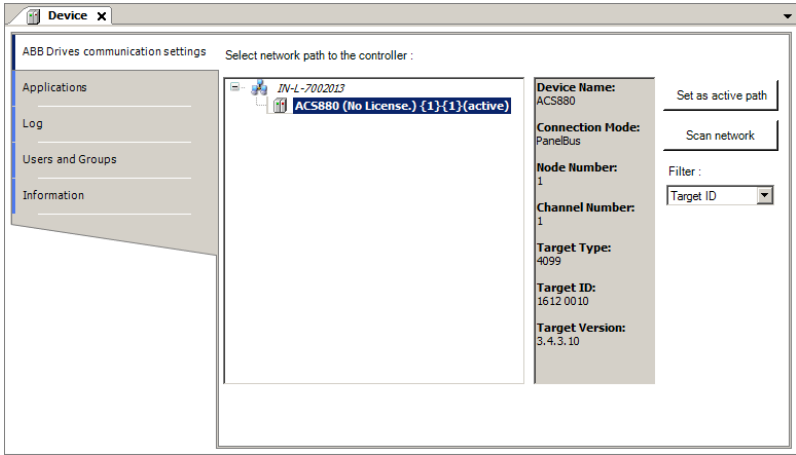 Device
ABB Drives communication settings
Applications
Log
Users and Groups
Information
Select network path to the controller :
IN-L-7002013
ACS880 (No License.) {1}{1}(active)
Device Name:
ACS880
Connection Mode:
PanelBus
Node Number:
1
Channel Number:
1
Target Type:
4099
Target ID:
1612 0010
Target Version:
3.4.3.10
Set as active path
Scan network
Filter :
Target ID